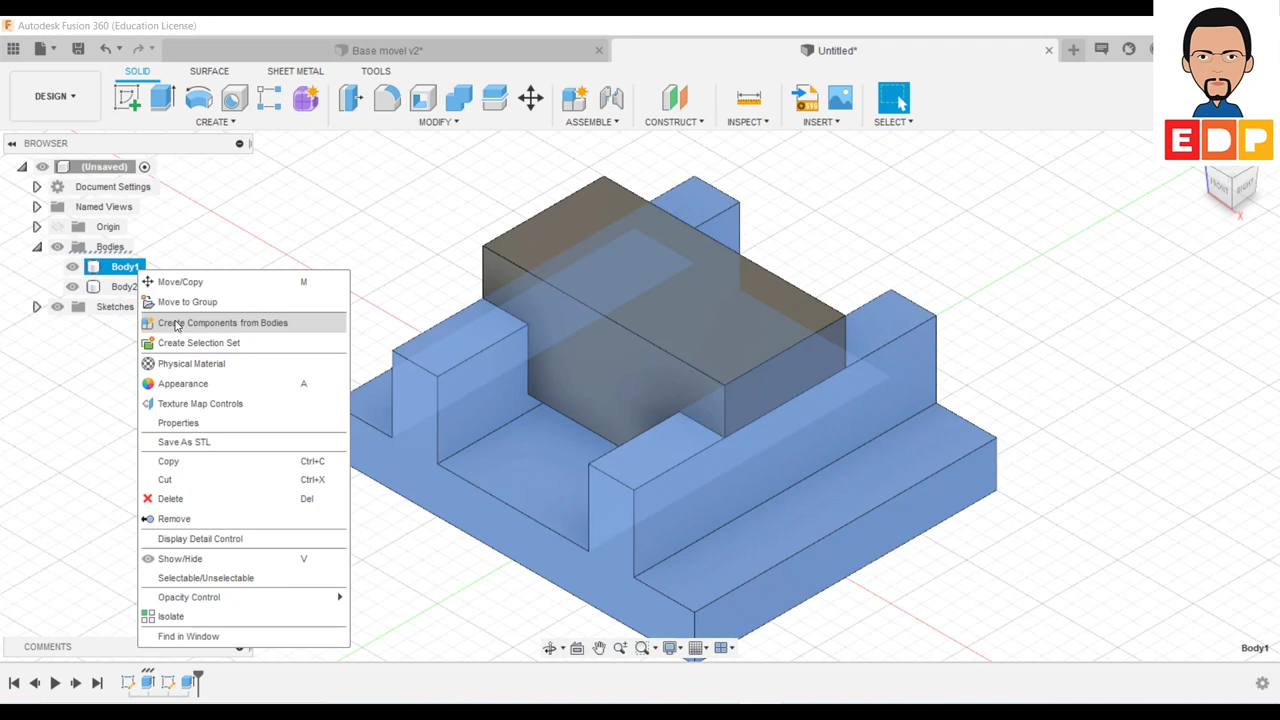 Autodesk Fusion 360 (Education License)
Base movel v2*
Untitled*
SOLID SURFACE SHEET METAL TOOLS
DESIGN
CREATE MODIFY ASSEMBLE CONSTRUCT INSPECT INSERT SELECT
EDP
FRONT RIGHT
X
BROWSER
(Unsaved)
Document Settings
Named Views
Origin
Bodies
Body1
Body2
Sketches
Move/Copy M
Move to Group
Create Components from Bodies
Create Selection Set
Physical Material
Appearance A
Texture Map Controls
Properties
Save As STL
Copy Ctrl+C
Cut Ctrl+X
Delete Del
Remove
Display Detail Control
Show/Hide V
Selectable/Unselectable
Opacity Control
Isolate
Find in Window
COMMENTS
Body1